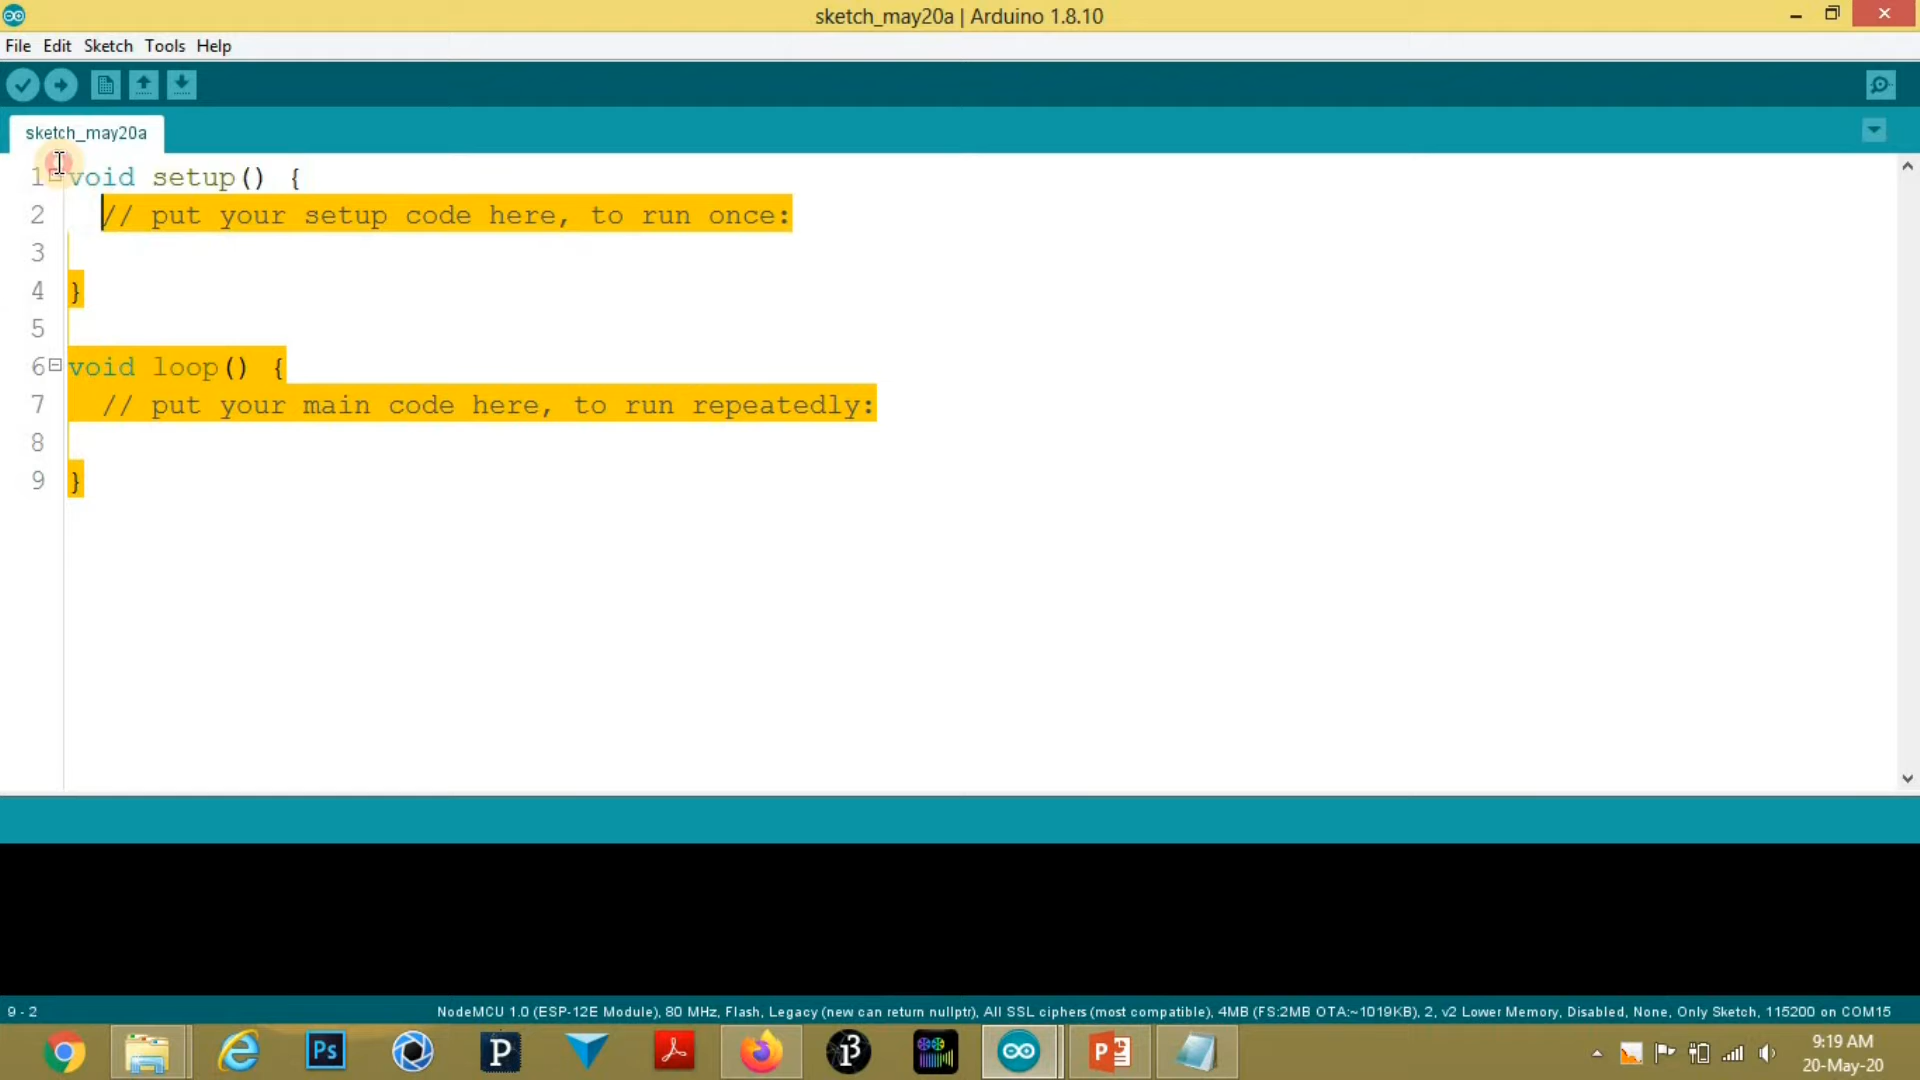 sketch_may20a | Arduino 1.8.10
File Edit Sketch Tools Help
sketch_may20a
1 void setup() {
2 // put your setup code here, to run once:
3
4 }
5
6 void loop() {
7 // put your main code here, to run repeatedly:
8
9 }
9 - 2 NodeMCU 1.0 (ESP-12E Module), 80 MHz, Flash, Legacy (new can return nullptr), All SSL ciphers (most compatible), 4MB (FS:2MB OTA:~1019KB), 2, v2 Lower Memory, Disabled, None, Only Sketch, 115200 on COM15
Ps P i3 P
9:19 AM
20-May-20